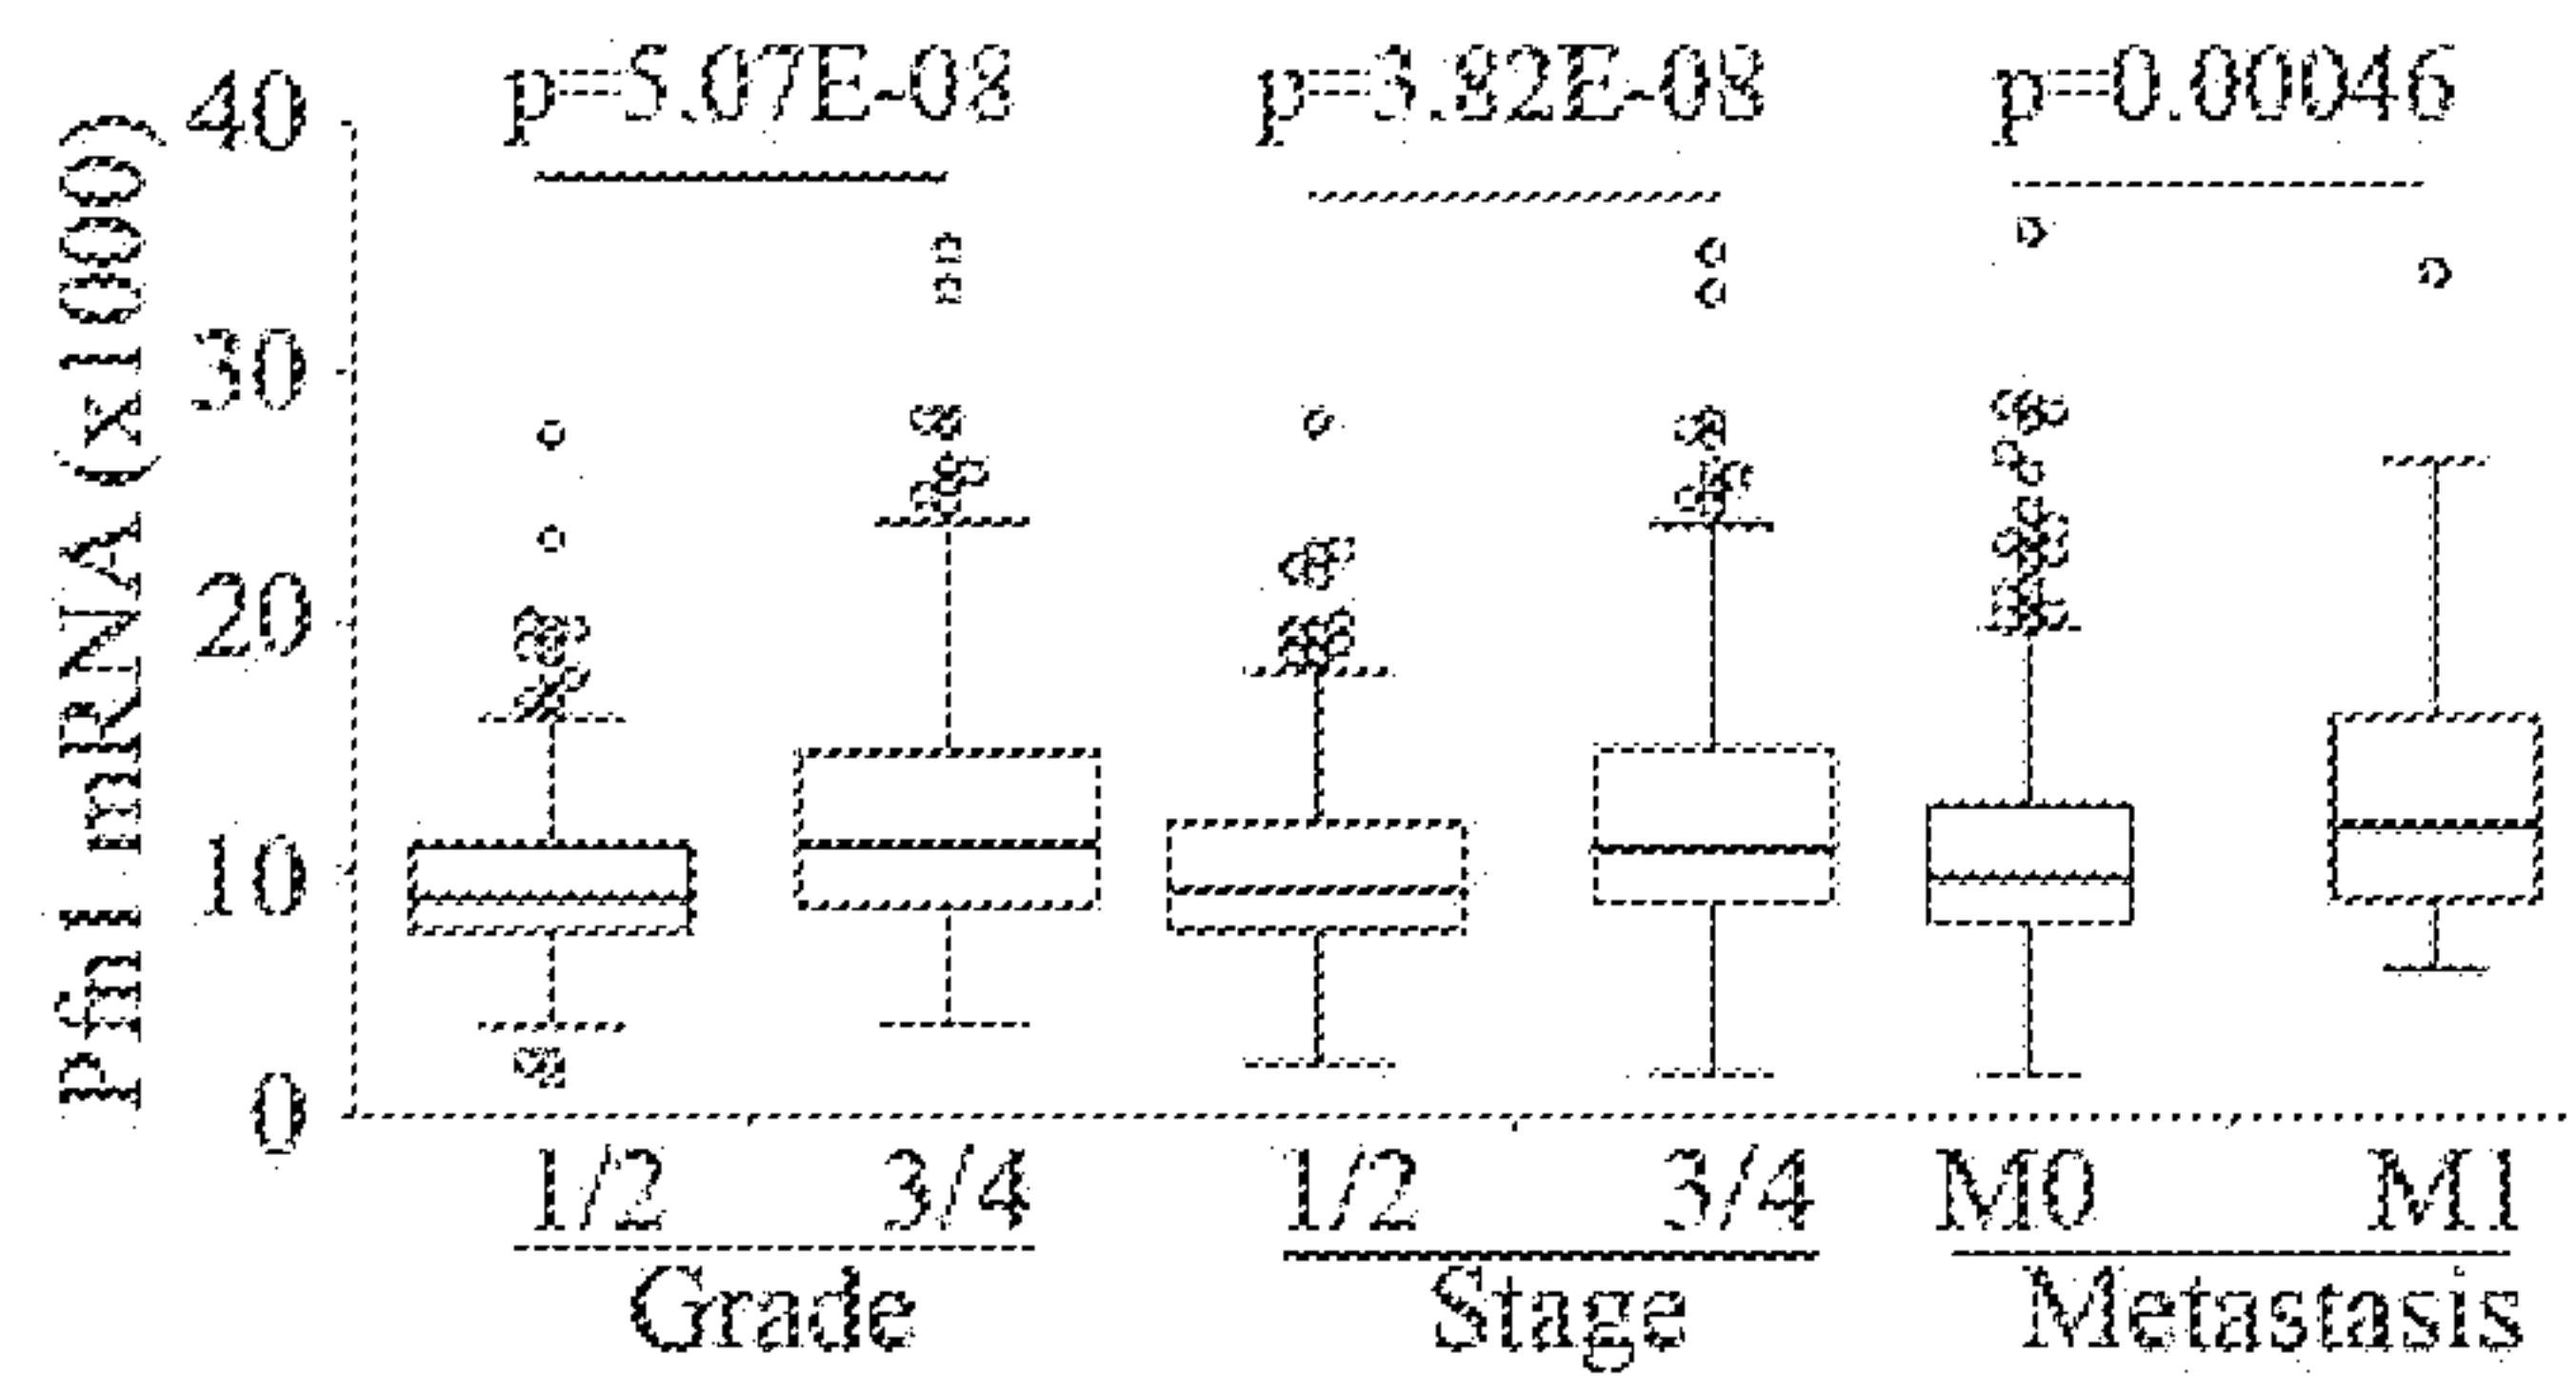 p=5.07E-08 p=3.82E-08 p=0.00046
Pfn1 mRNA (x1000)
40
30
20
10
0
1/2 3/4 1/2 3/4 M0 M1
Grade Stage Metastasis